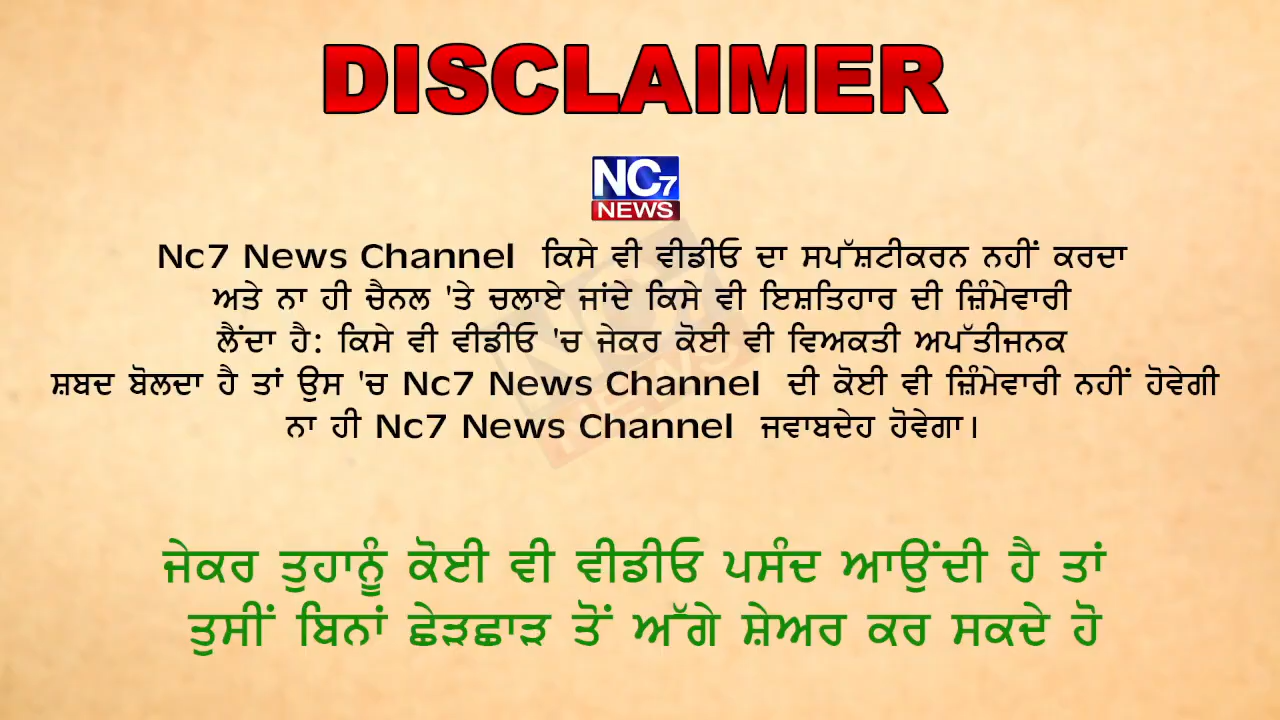 DISCLAIMER
NC7
NEWS
Nc7 News Channel ਕਿਸੇ ਵੀ ਵੀਡੀਓ ਦਾ ਸਪੱਸ਼ਟੀਕਰਨ ਨਹੀਂ ਕਰਦਾ
ਅਤੇ ਨਾ ਹੀ ਚੈਨਲ 'ਤੇ ਚਲਾਏ ਜਾਂਦੇ ਕਿਸੇ ਵੀ ਇਸ਼ਤਿਹਾਰ ਦੀ ਜ਼ਿੰਮੇਵਾਰੀ
ਲੈਂਦਾ ਹੈ: ਕਿਸੇ ਵੀ ਵੀਡੀਓ 'ਚ ਜੇਕਰ ਕੋਈ ਵੀ ਵਿਅਕਤੀ ਅਪੱਤੀਜਨਕ
ਸ਼ਬਦ ਬੋਲਦਾ ਹੈ ਤਾਂ ਉਸ 'ਚ Nc7 News Channel ਦੀ ਕੋਈ ਵੀ ਜ਼ਿੰਮੇਵਾਰੀ ਨਹੀਂ ਹੋਵੇਗੀ
ਨਾ ਹੀ Nc7 News Channel ਜਵਾਬਦੇਹ ਹੋਵੇਗਾ।
ਜੇਕਰ ਤੁਹਾਨੂੰ ਕੋਈ ਵੀ ਵੀਡੀਓ ਪਸੰਦ ਆਉਂਦੀ ਹੈ ਤਾਂ
ਤੁਸੀਂ ਬਿਨਾਂ ਛੇੜਛਾੜ ਤੋਂ ਅੱਗੇ ਸ਼ੇਅਰ ਕਰ ਸਕਦੇ ਹੋ